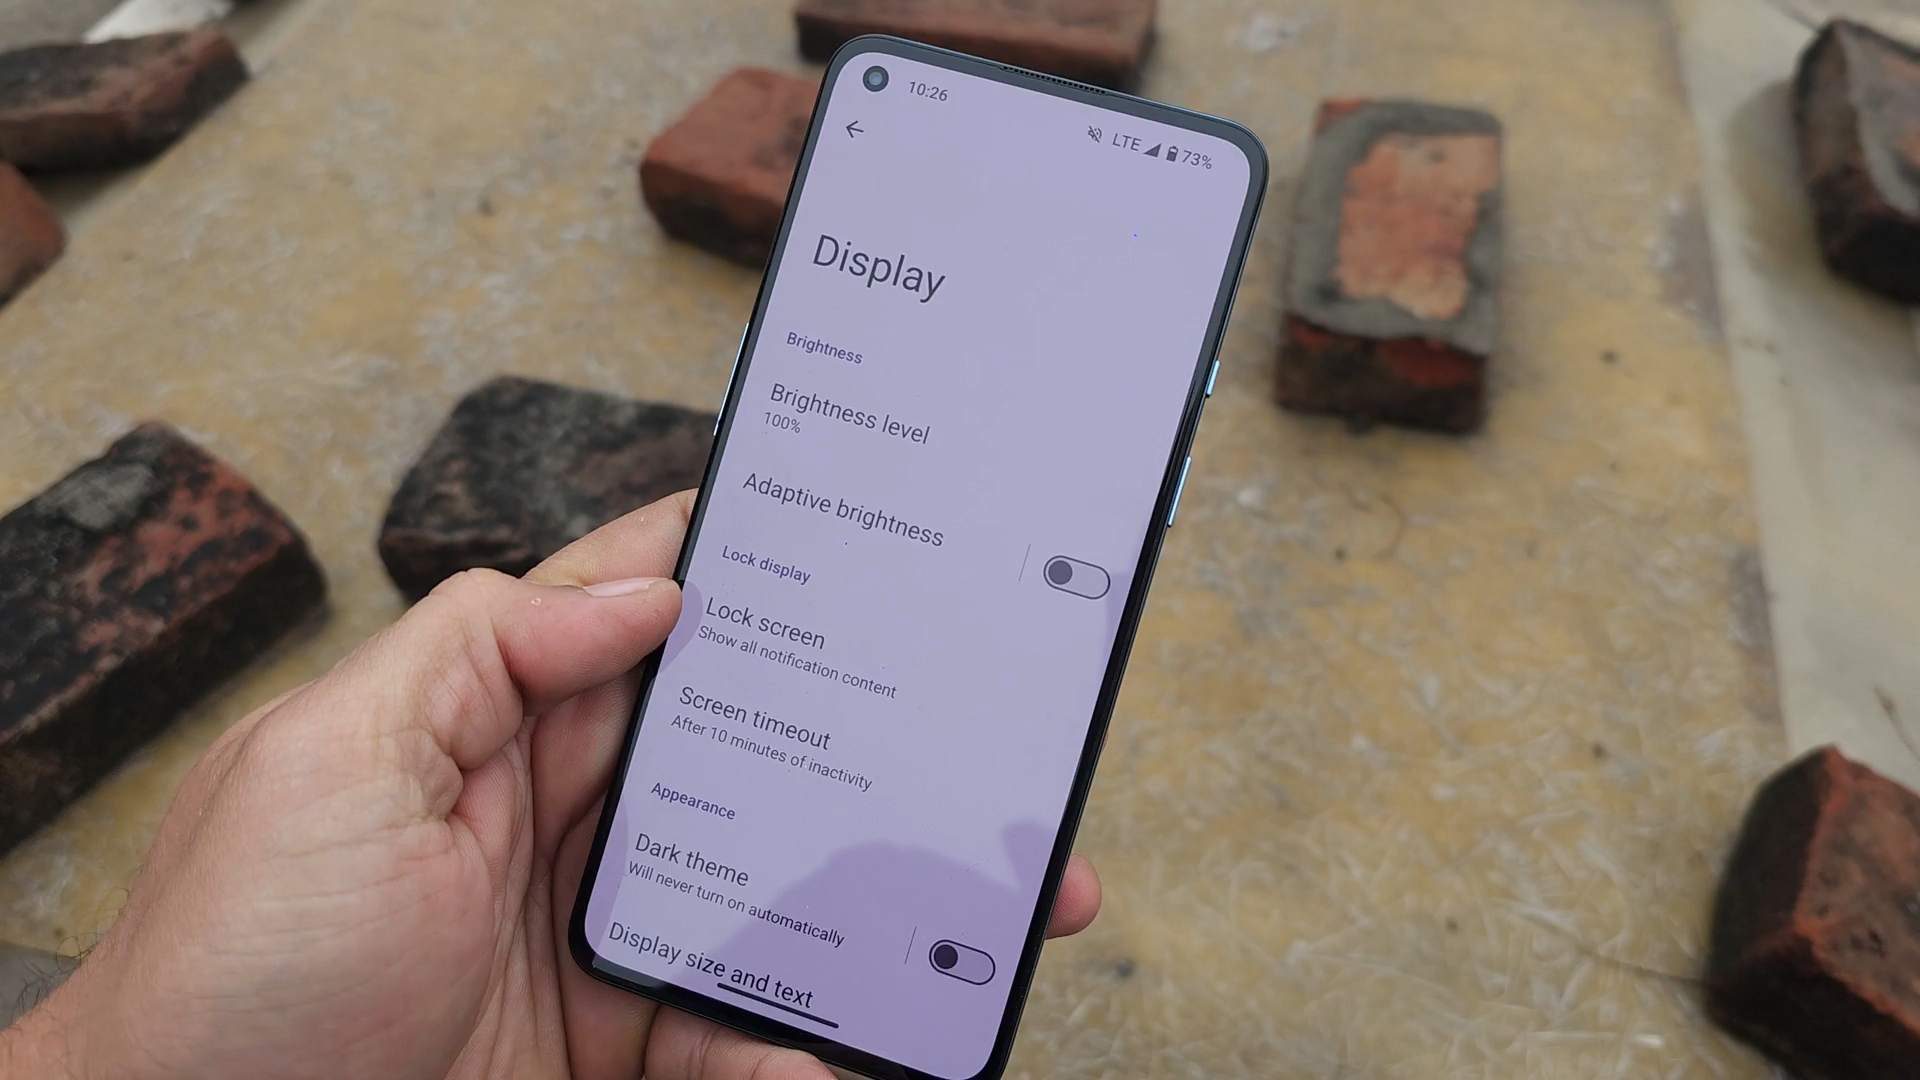 10:26
LTE 73%
Display
Brightness
Brightness level
100%
Adaptive brightness
Lock display
Lock screen
Show all notification content
Screen timeout
After 10 minutes of inactivity
Appearance
Dark theme
Will never turn on automatically
Display size and text